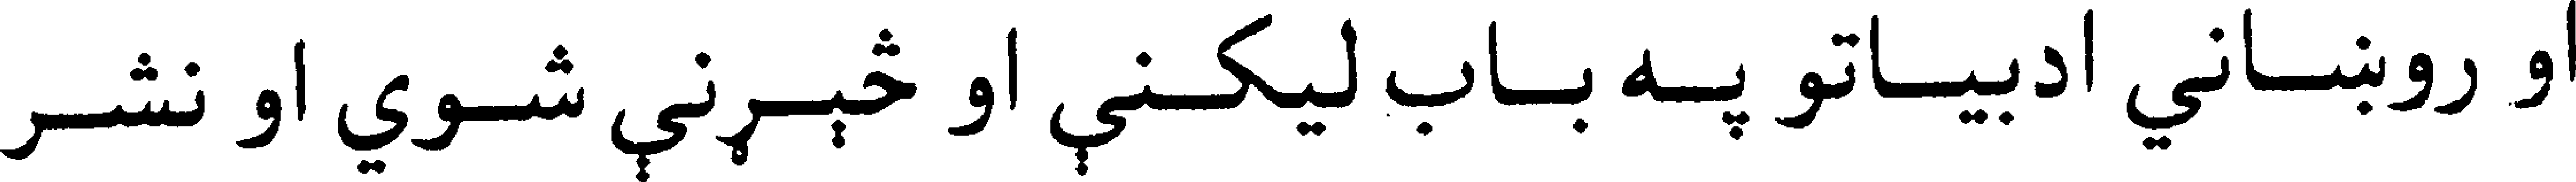 او روښاني ادبياتو په باب ليکنې او څېړنې شوي او نشر